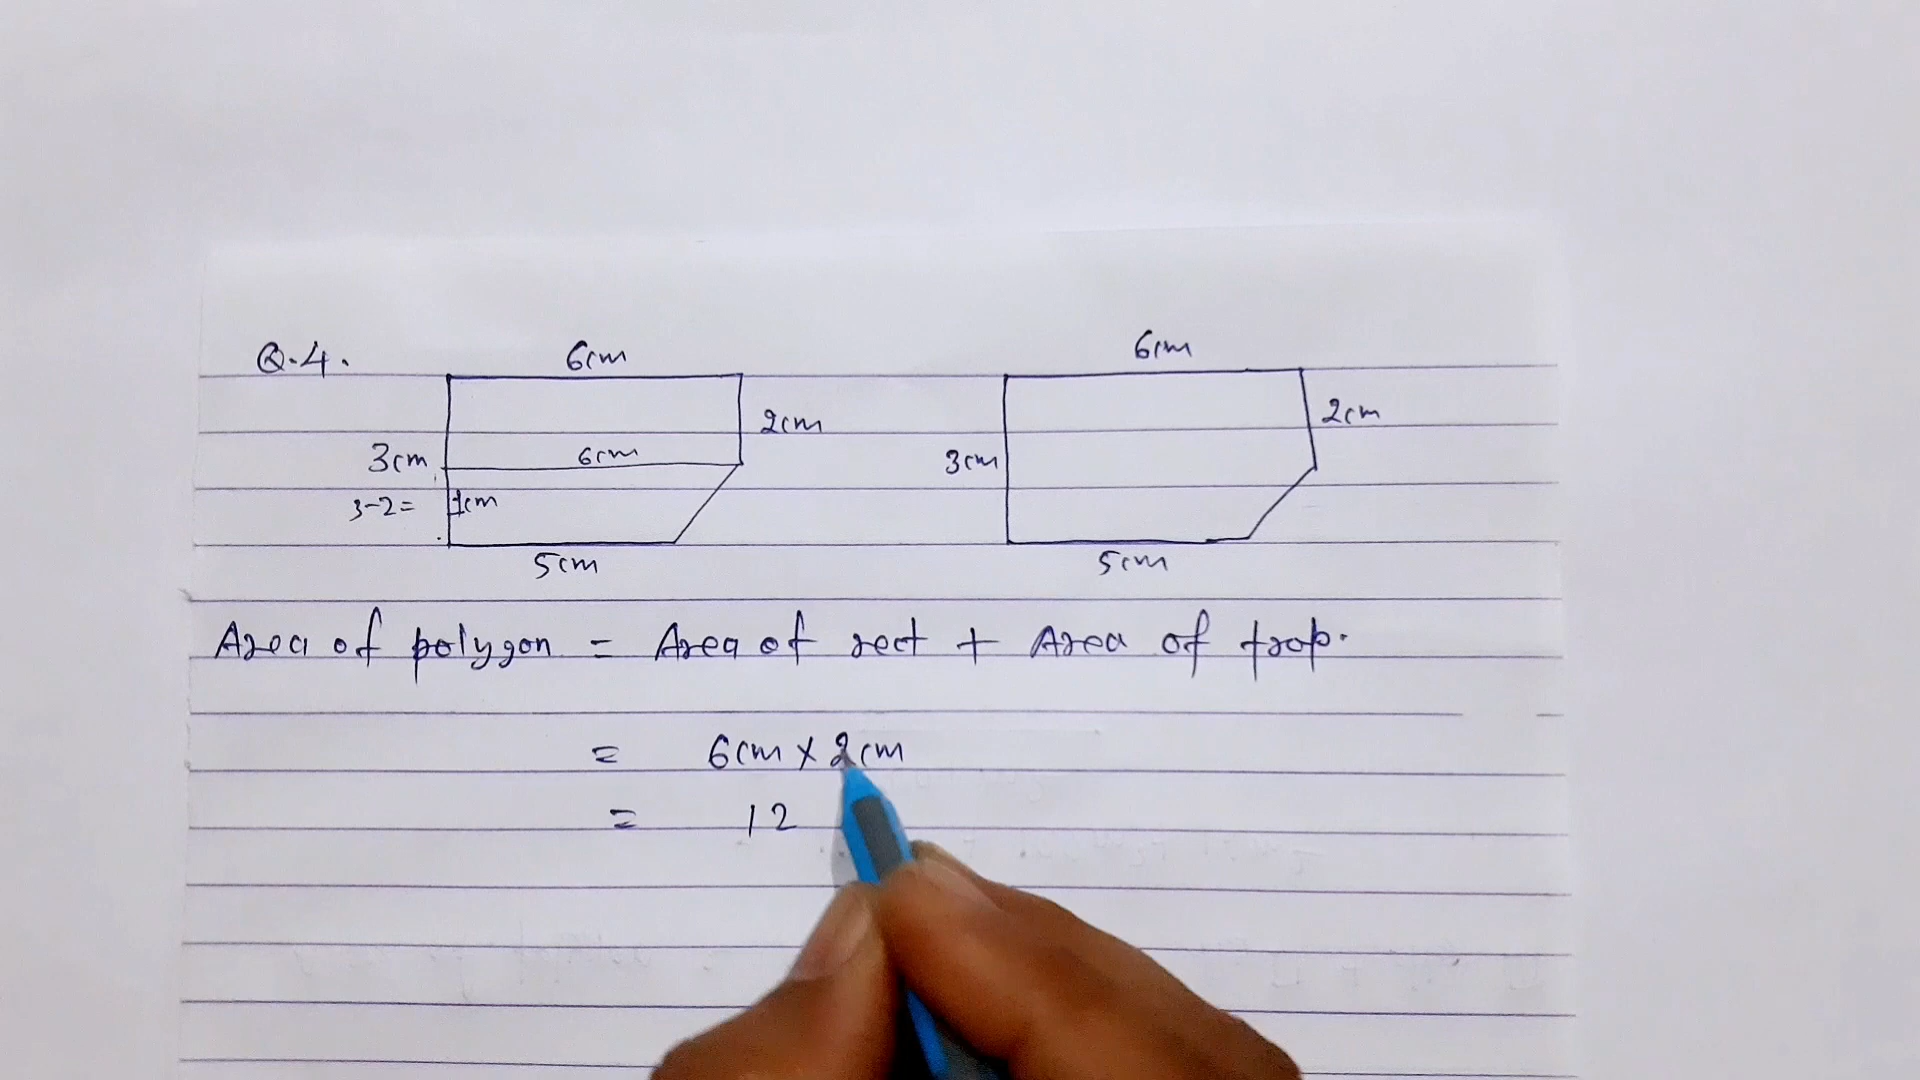 Q.4. 6cm 6cm
2cm 2cm
3cm 6cm 3cm
3-2= 1cm
5cm 5cm
Area of polygon = Area of rect + Area of trap.
= 6cm x 2cm
= 12